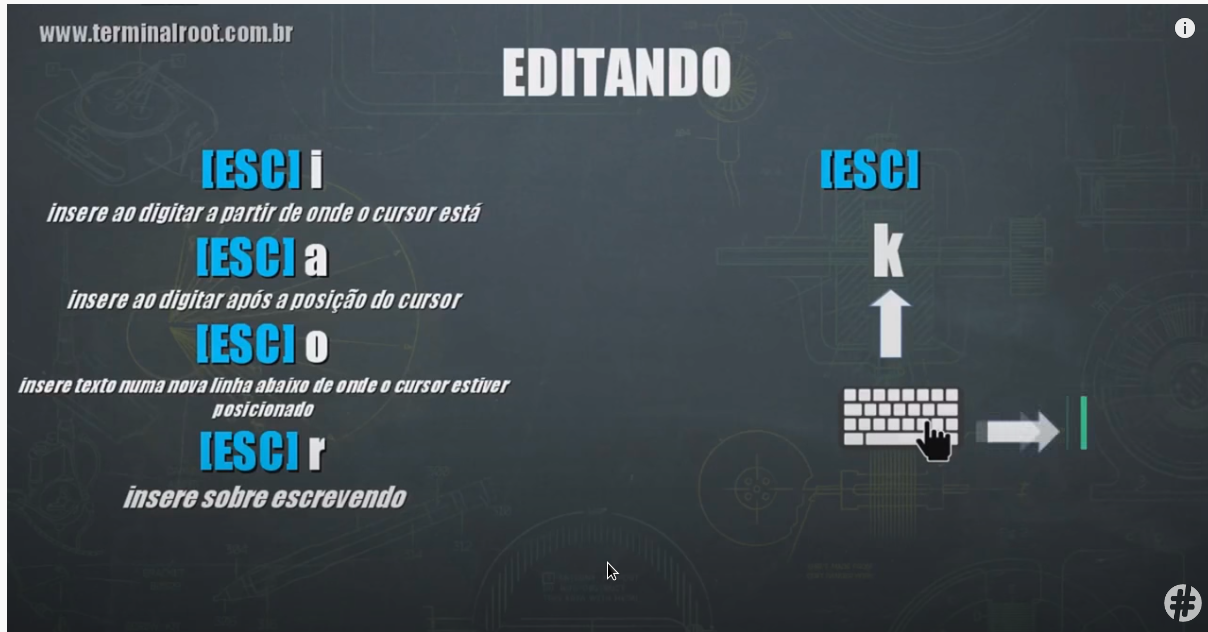 www.terminalroot.com.br
EDITANDO
[ESC] i
insere ao digitar a partir de onde o cursor está
[ESC] a
insere ao digitar após a posição do cursor
[ESC] o
insere texto numa nova linha abaixo de onde o cursor estiver
posicionado
[ESC] r
insere sobre escrevendo
[ESC]
k
i
#